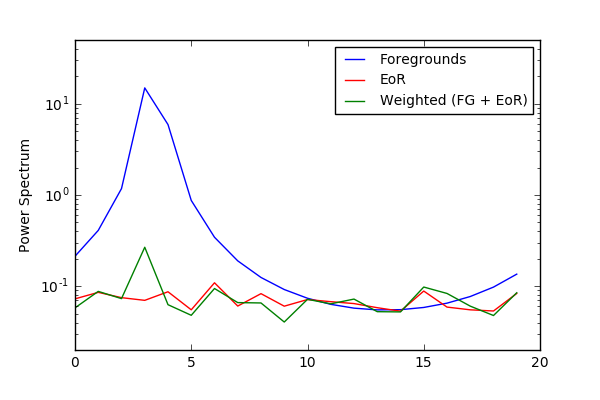 Foregrounds
EoR
Weighted (FG + EoR)
Power Spectrum
10^1
10^0
10^-1
0 5 10 15 20